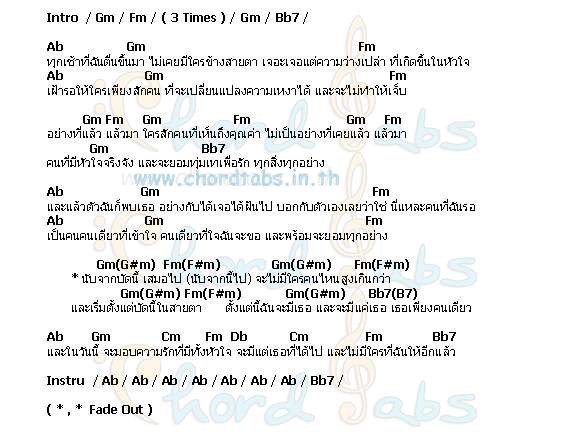 Intro / Gm / Fm / ( 3 Times ) / Gm / Bb7 /
Ab Gm Fm
ทุกเช้าที่ฉันตื่นขึ้นมา ไม่เคยมีใครข้างสายตา เจอะเจอแต่ความว่างเปล่า ที่เกิดขึ้นในหัวใจ
Ab Gm Fm
เฝ้ารอให้ใครเพียงสักคน ที่จะเปลี่ยนแปลงความเหงาได้ และจะไม่ทำให้เจ็บ
Gm Fm Gm Fm Gm Fm
อย่างที่แล้ว แล้วมา ใครสักคนที่เห็นถึงคุณค่า ไม่เป็นอย่างที่เคยแล้ว แล้วมา
Gm Bb7
คนที่มีหัวใจจริงจัง และจะยอมทุ่มเทเพื่อรัก ทุกสิ่งทุกอย่าง
www.chordtabs.in.th
Ab Gm Fm
และแล้วตัวฉันก็พบเธอ อย่างกับได้เจอได้ฝันไป บอกกับตัวเองเลยว่าใช่ นี่แหละคนที่ฉันรอ
Ab Gm Fm
เป็นคนคนเดียวที่เข้าใจ คนเดียวที่ใจฉันจะขอ และพร้อมจะยอมทุกอย่าง
Gm(G#m) Fm(F#m) Gm(G#m) Fm(F#m)
* นับจากบัดนี้ เสมอไป (นับจากนี้ไป) จะไม่มีใครคนไหนสูงเกินกว่า
Gm(G#m) Fm(F#m) Gm(G#m) Bb7(B7)
และเริ่มตั้งแต่บัดนี้ในสายตา ตั้งแต่นี้ฉันจะมีเธอ และจะมีแค่เธอ เธอเพียงคนเดียว
Ab Gm Cm Fm Db Cm Fm Bb7
และในวันนี้ จะมอบความรักที่มีทั้งหัวใจ จะมีแต่เธอที่ได้ไป และไม่มีใครที่ฉันให้อีกแล้ว
Instru / Ab / Ab / Ab / Ab / Ab / Ab / Ab / Bb7 /
( * , * Fade Out )
Chord Tabs